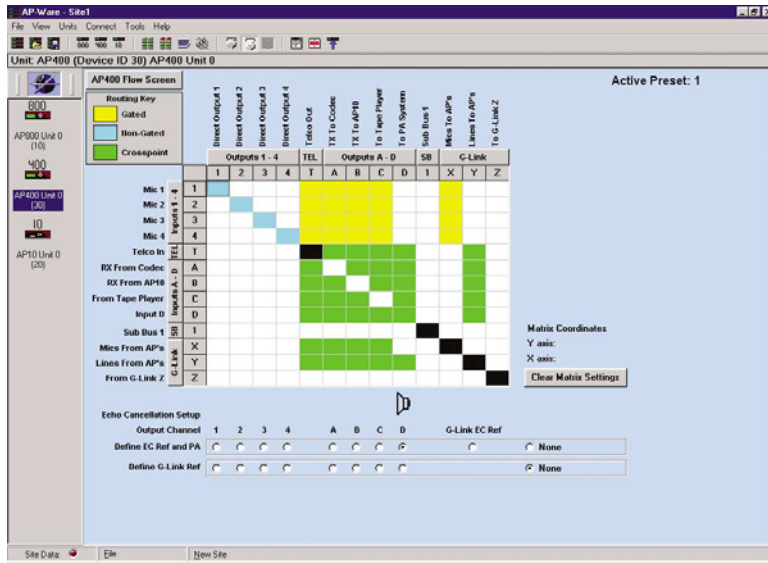 AP-Ware - Site1
File View Units Connect Tools Help
800 400 10
Unit: AP400 (Device ID 30) AP400 Unit 0
800
AP800 Unit 0
(10)
400
AP400 Unit 0
(30)
10
AP10 Unit 0
(20)
AP400 Flow Screen
Active Preset: 1
Routing Key
Gated
Non-Gated
Crosspoint
Direct Output 1
Direct Output 2
Direct Output 3
Direct Output 4
Telco Out
TX To Codec
TX To AP10
To Tape Player
To PA System
Sub Bus 1
Mics To AP's
Lines To AP's
To G-Link Z
Outputs 1 - 4 TEL Outputs A - D SB G-Link
1 2 3 4 T A B C D 1 X Y Z
Inputs 1 - 4
Mic 1 1
Mic 2 2
Mic 3 3
Mic 4 4
Telco In TEL T
Inputs A - D
RX From Codec A
RX From AP10 B
From Tape Player C
Input D D
Sub Bus 1 SB 1
G-Link
Mics From AP's X
Lines From AP's Y
From G-Link Z Z
Matrix Coordinates
Y axis:
X axis:
Clear Matrix Settings
Echo Cancellation Setup
Output Channel 1 2 3 4 A B C D G-Link EC Ref
Define EC Ref and PA None
Define G-Link Ref None
Site Data: File New Site